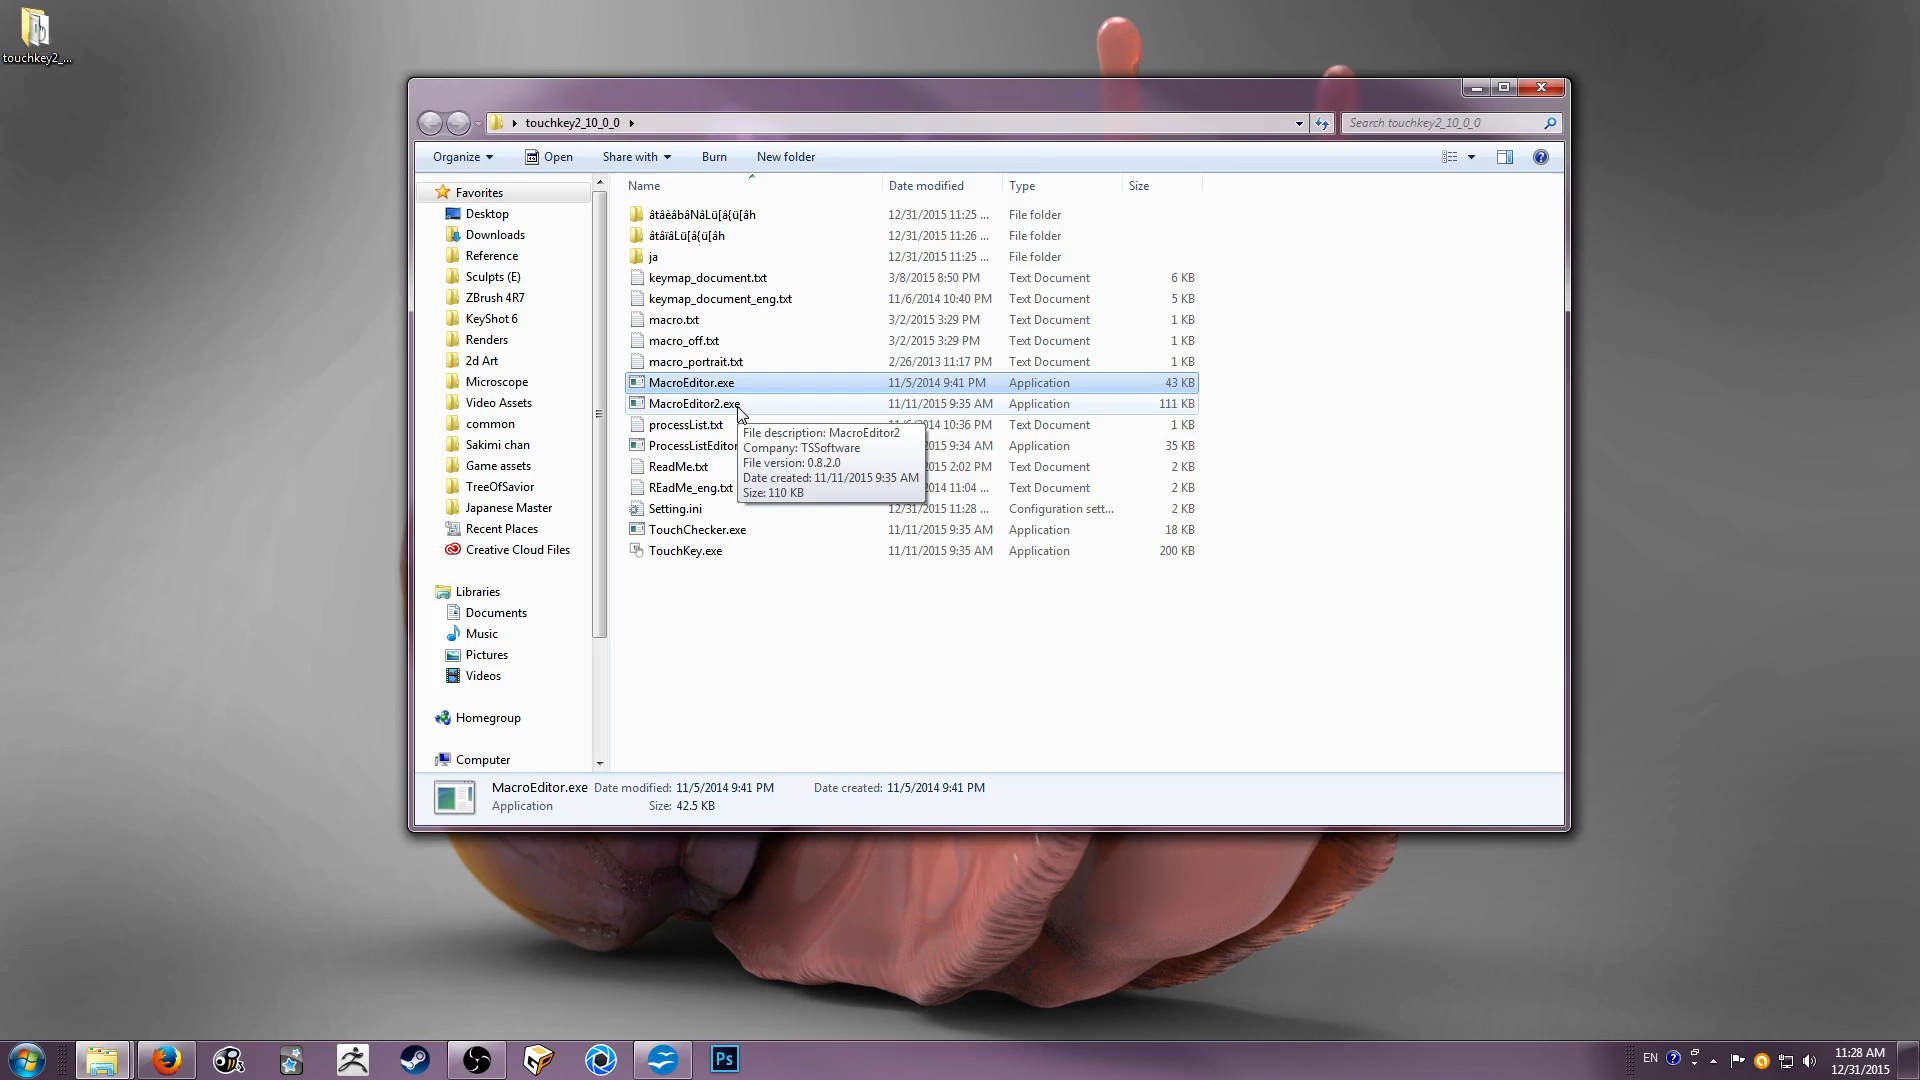 touchkey2_...
touchkey2_10_0_0
Search touchkey2_10_0_0
Organize Open Share with Burn New folder
Name Date modified Type Size
Favorites
Desktop
Downloads
Reference
Sculpts (E)
ZBrush 4R7
KeyShot 6
Renders
2d Art
Microscope
Video Assets
common
Sakimi chan
Game assets
TreeOfSavior
Japanese Master
Recent Places
Creative Cloud Files
Libraries
Documents
Music
Pictures
Videos
Homegroup
Computer
12/31/2015 11:25 ... File folder
12/31/2015 11:26 ... File folder
ja 12/31/2015 11:25 ... File folder
keymap_document.txt 3/8/2015 8:50 PM Text Document 6 KB
keymap_document_eng.txt 11/6/2014 10:40 PM Text Document 5 KB
macro.txt 3/2/2015 3:29 PM Text Document 1 KB
macro_off.txt 3/2/2015 3:29 PM Text Document 1 KB
macro_portrait.txt 2/26/2013 11:17 PM Text Document 1 KB
MacroEditor.exe 11/5/2014 9:41 PM Application 43 KB
MacroEditor2.exe 11/11/2015 9:35 AM Application 111 KB
processList.txt 10:36 PM Text Document 1 KB
ProcessListEditor 9:34 AM Application 35 KB
ReadMe.txt 2:02 PM Text Document 2 KB
REadMe_eng.txt 11:04 ... Text Document 2 KB
Setting.ini 12/31/2015 11:28 ... Configuration sett... 2 KB
TouchChecker.exe 11/11/2015 9:35 AM Application 18 KB
TouchKey.exe 11/11/2015 9:35 AM Application 200 KB
File description: MacroEditor2
Company: TSSoftware
File version: 0.8.2.0
Date created: 11/11/2015 9:35 AM
Size: 110 KB
MacroEditor.exe Date modified: 11/5/2014 9:41 PM Date created: 11/5/2014 9:41 PM
Application Size: 42.5 KB
Ps
EN
11:28 AM
12/31/2015